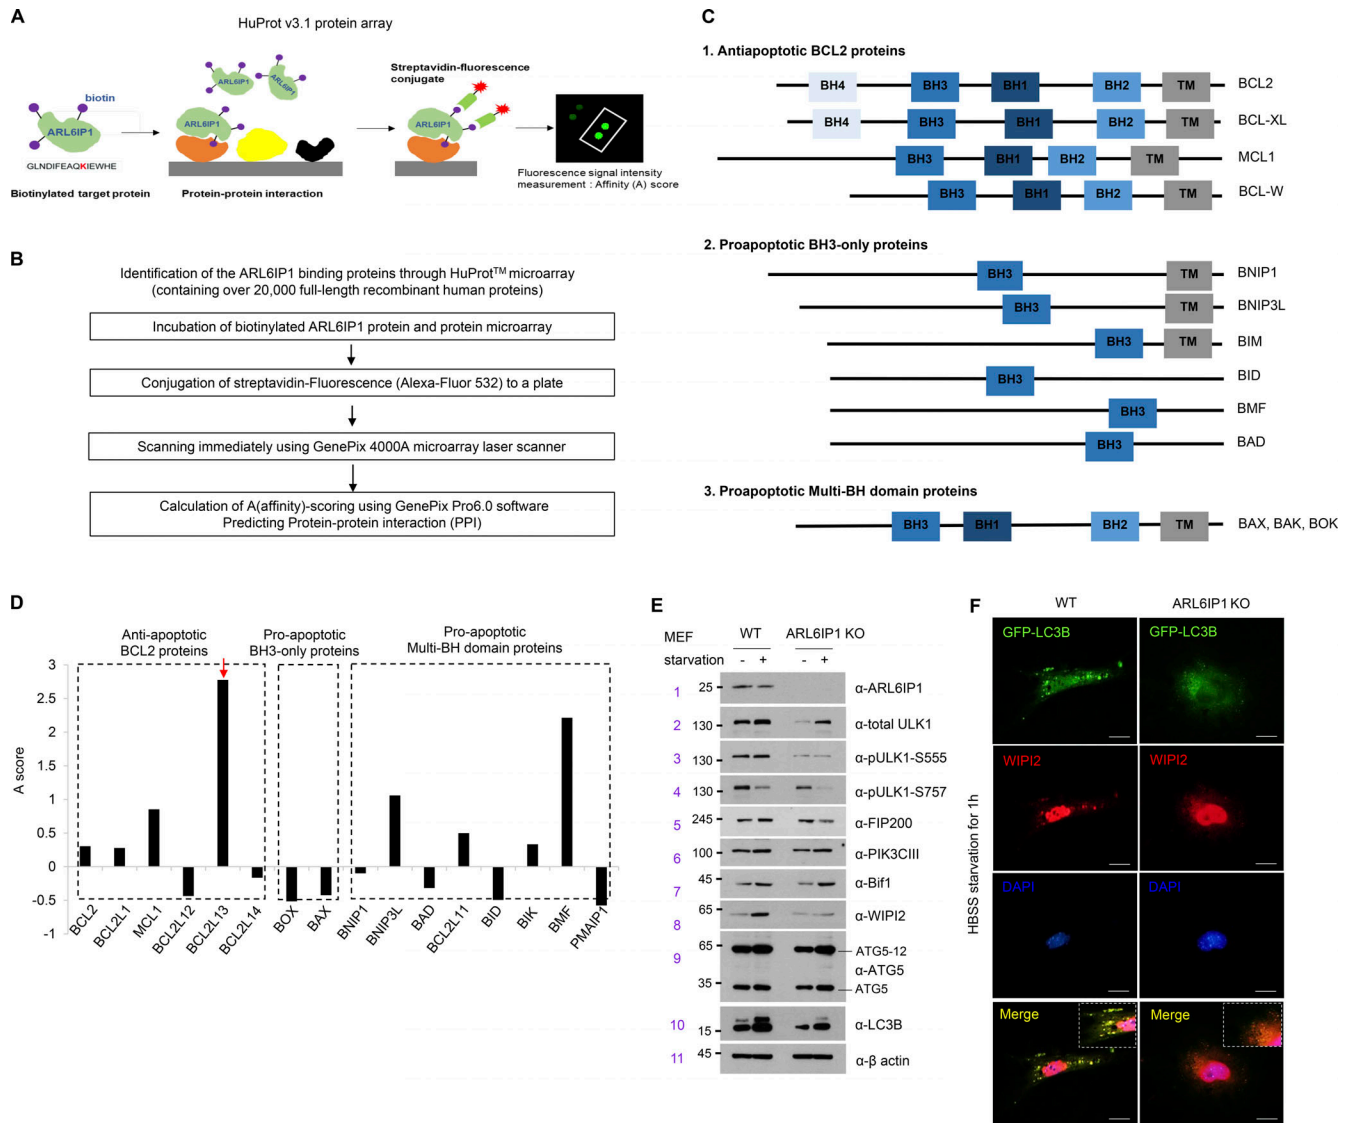 A
HuProt v3.1 protein array
biotin
ARL6IP1
GLNDIFEAQKIEWHE
Biotinylated target protein
ARL6IP1
ARL6IP1
ARL6IP1
Protein-protein interaction
Streptavidin-fluorescence
conjugate
ARL6IP1
Fluorescence signal intensity
measurement : Affinity (A) score
B
Identification of the ARL6IP1 binding proteins through HuProt™ microarray
(containing over 20,000 full-length recombinant human proteins)
Incubation of biotinylated ARL6IP1 protein and protein microarray
Conjugation of streptavidin-Fluorescence (Alexa-Fluor 532) to a plate
Scanning immediately using GenePix 4000A microarray laser scanner
Calculation of A(affinity)-scoring using GenePix Pro6.0 software
Predicting Protein-protein interaction (PPI)
C
1. Antiapoptotic BCL2 proteins
BH4 BH3 BH1 BH2 TM BCL2
BH4 BH3 BH1 BH2 TM BCL-XL
BH3 BH1 BH2 TM MCL1
BH3 BH1 BH2 TM BCL-W
2. Proapoptotic BH3-only proteins
BH3 TM BNIP1
BH3 TM BNIP3L
BH3 TM BIM
BH3 BID
BH3 BMF
BH3 BAD
3. Proapoptotic Multi-BH domain proteins
BH3 BH1 BH2 TM BAX, BAK, BOK
D
Anti-apoptotic
BCL2 proteins
Pro-apoptotic
BH3-only proteins
Pro-apoptotic
Multi-BH domain proteins
A score
3
2.5
2
1.5
1
0.5
0
-0.5
-1
BCL2
BCL2L1
MCL1
BCL2L12
BCL2L13
BCL2L14
BOX
BAX
BNIP1
BNIP3L
BAD
BCL2L11
BID
BIK
BMF
PMAIP1
E
MEF WT ARL6IP1 KO
starvation - + - +
1 25 α-ARL6IP1
2 130 α-total ULK1
3 130 α-pULK1-S555
4 130 α-pULK1-S757
5 245 α-FIP200
6 100 α-PIK3CIII
7 45 α-Bif1
8 65 α-WIPI2
9 65 ATG5-12
α-ATG5
35 ATG5
10 15 α-LC3B
11 45 α-β actin
F
WT ARL6IP1 KO
HBSS starvation for 1h
GFP-LC3B GFP-LC3B
WIPI2 WIPI2
DAPI DAPI
Merge Merge